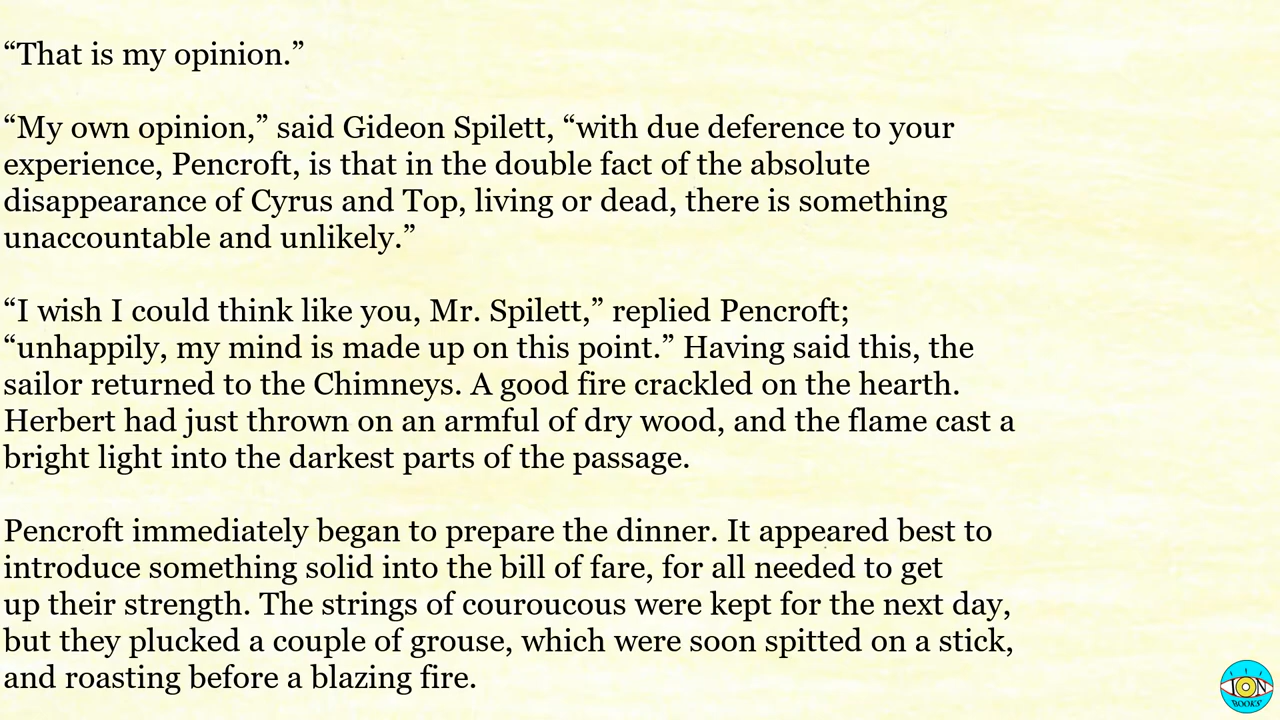 “That is my opinion.”
“My own opinion,” said Gideon Spilett, “with due deference to your
experience, Pencroft, is that in the double fact of the absolute
disappearance of Cyrus and Top, living or dead, there is something
unaccountable and unlikely.”
“I wish I could think like you, Mr. Spilett,” replied Pencroft;
“unhappily, my mind is made up on this point.” Having said this, the
sailor returned to the Chimneys. A good fire crackled on the hearth.
Herbert had just thrown on an armful of dry wood, and the flame cast a
bright light into the darkest parts of the passage.
Pencroft immediately began to prepare the dinner. It appeared best to
introduce something solid into the bill of fare, for all needed to get
up their strength. The strings of couroucous were kept for the next day,
but they plucked a couple of grouse, which were soon spitted on a stick,
and roasting before a blazing fire.
ION
BOOKS